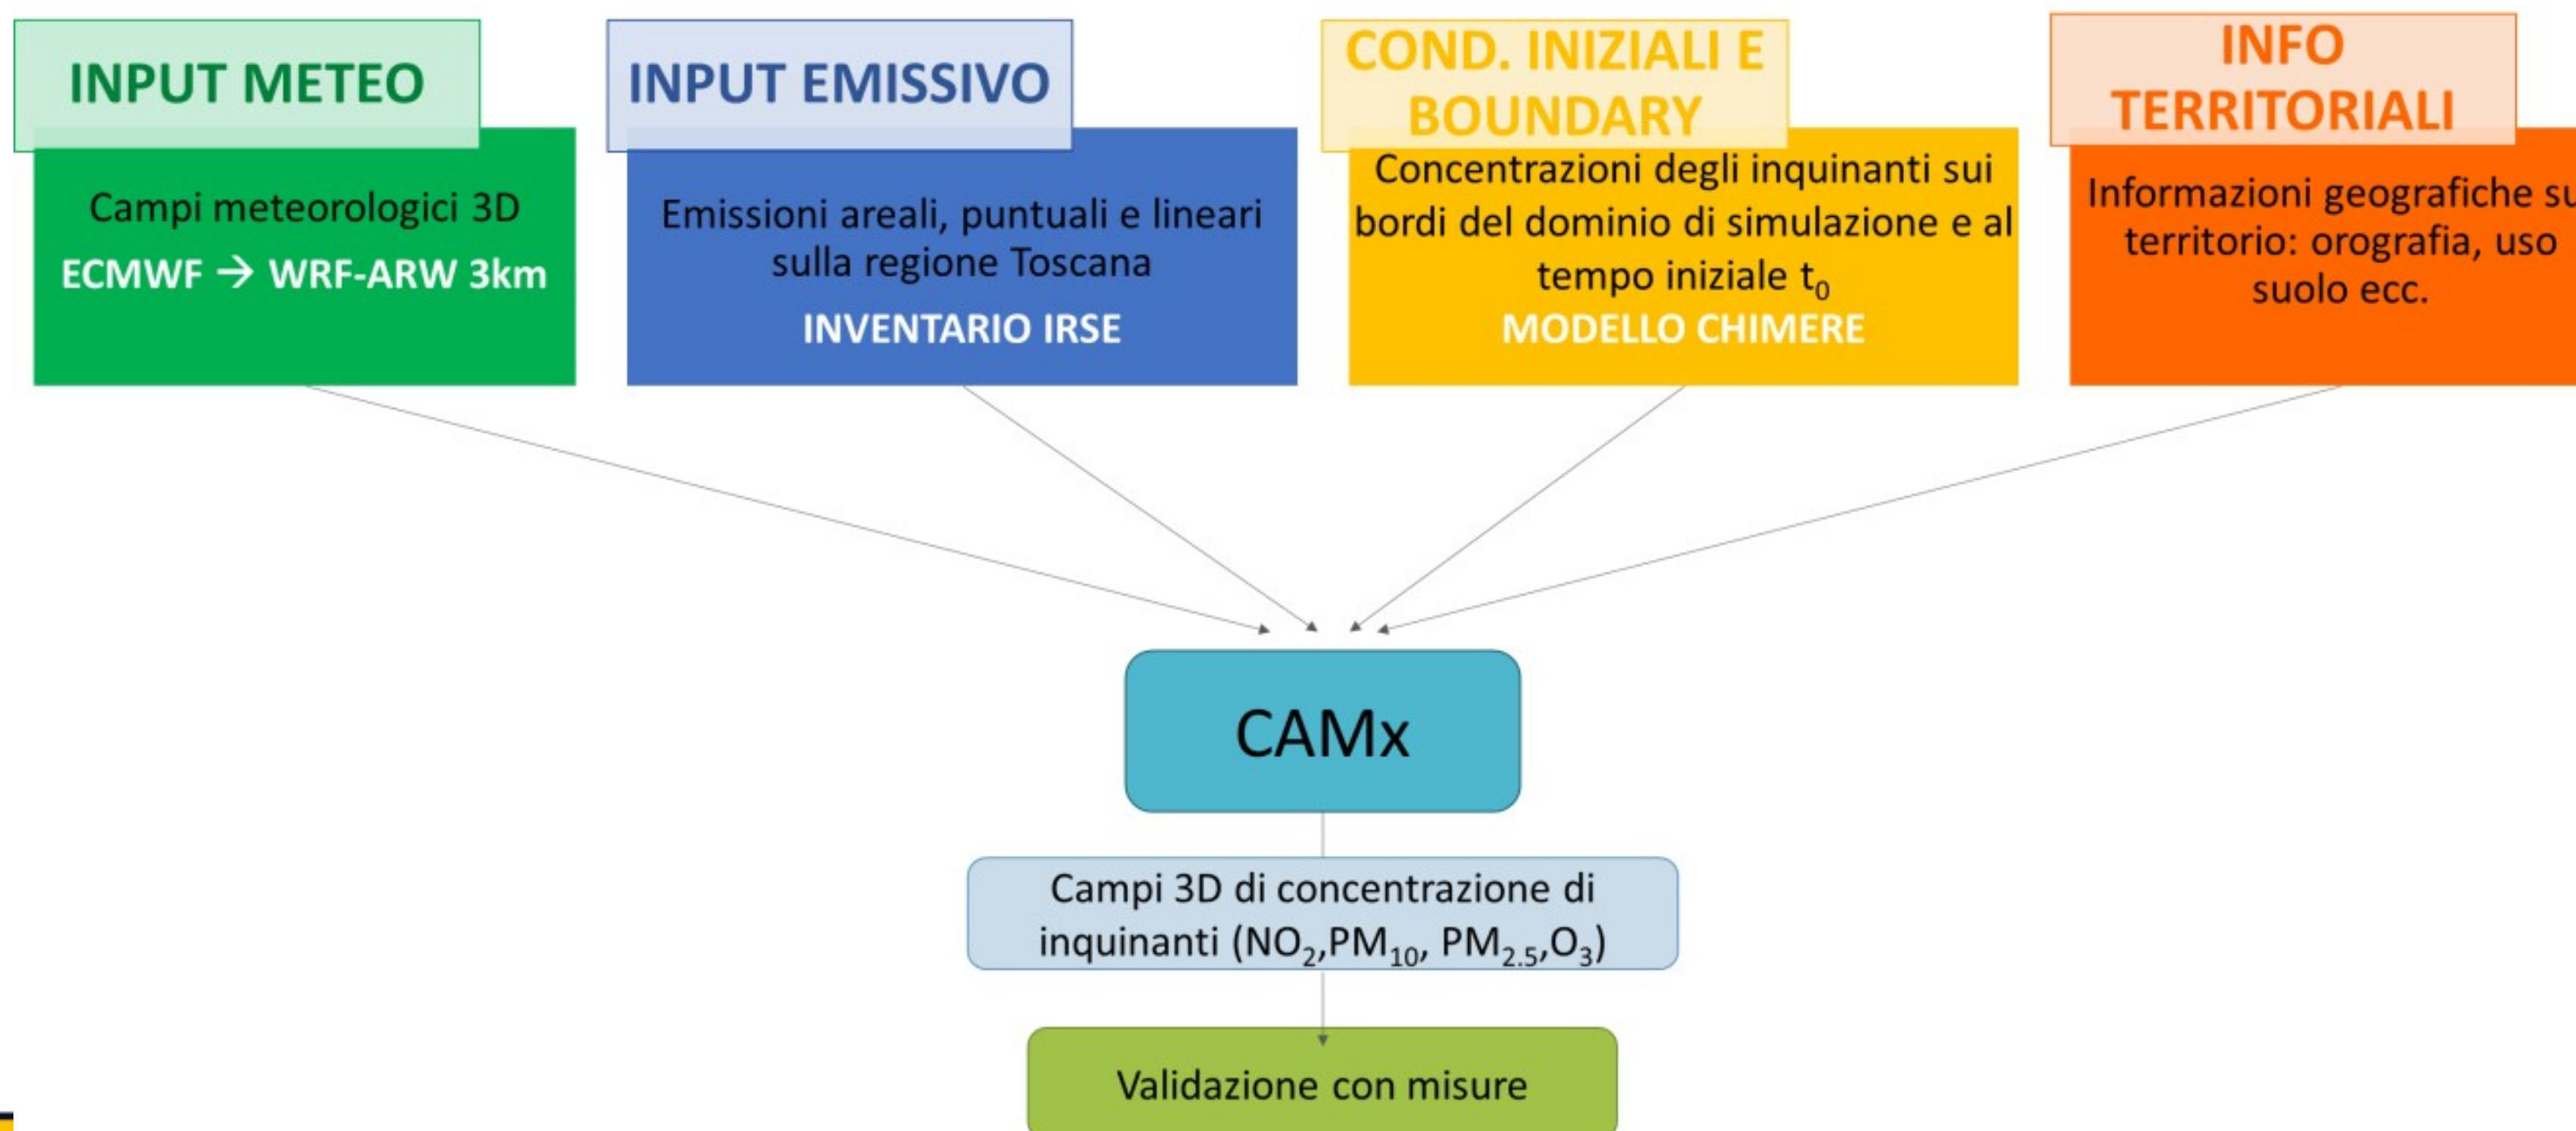 INPUT METEO
Campi meteorologici 3D
ECMWF → WRF-ARW 3km
INPUT EMISSIVO
Emissioni areali, puntuali e lineari
sulla regione Toscana
INVENTARIO IRSE
COND. INIZIALI E
BOUNDARY
Concentrazioni degli inquinanti sui
bordi del dominio di simulazione e al
tempo iniziale t₀
MODELLO CHIMERE
INFO
TERRITORIALI
Informazioni geografiche su
territorio: orografia, uso
suolo ecc.
CAMx
Campi 3D di concentrazione di
inquinanti (NO₂,PM₁₀, PM₂.₅,O₃)
Validazione con misure